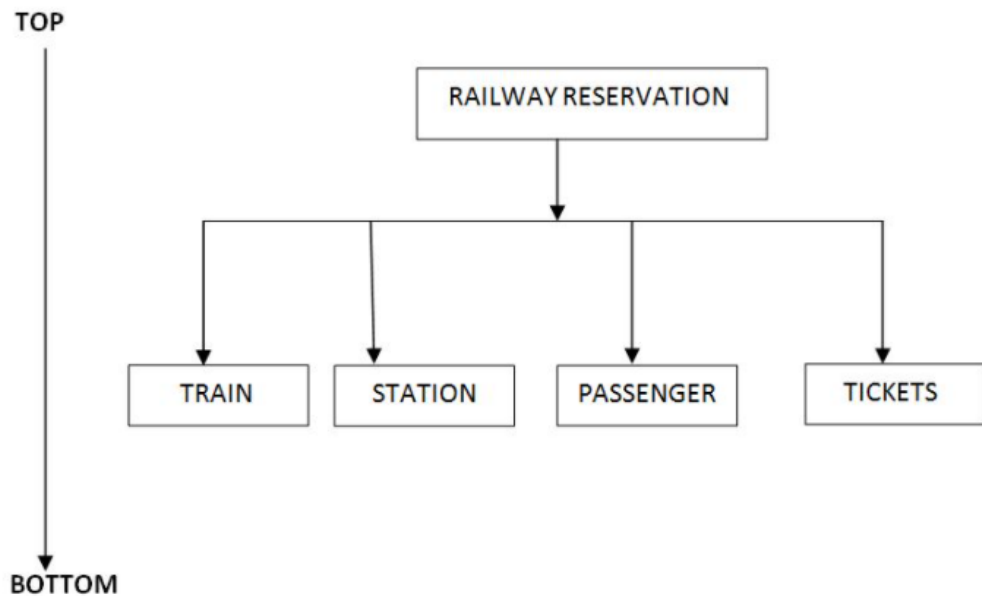 TOP
RAILWAY RESERVATION
TRAIN
STATION
PASSENGER
TICKETS
BOTTOM